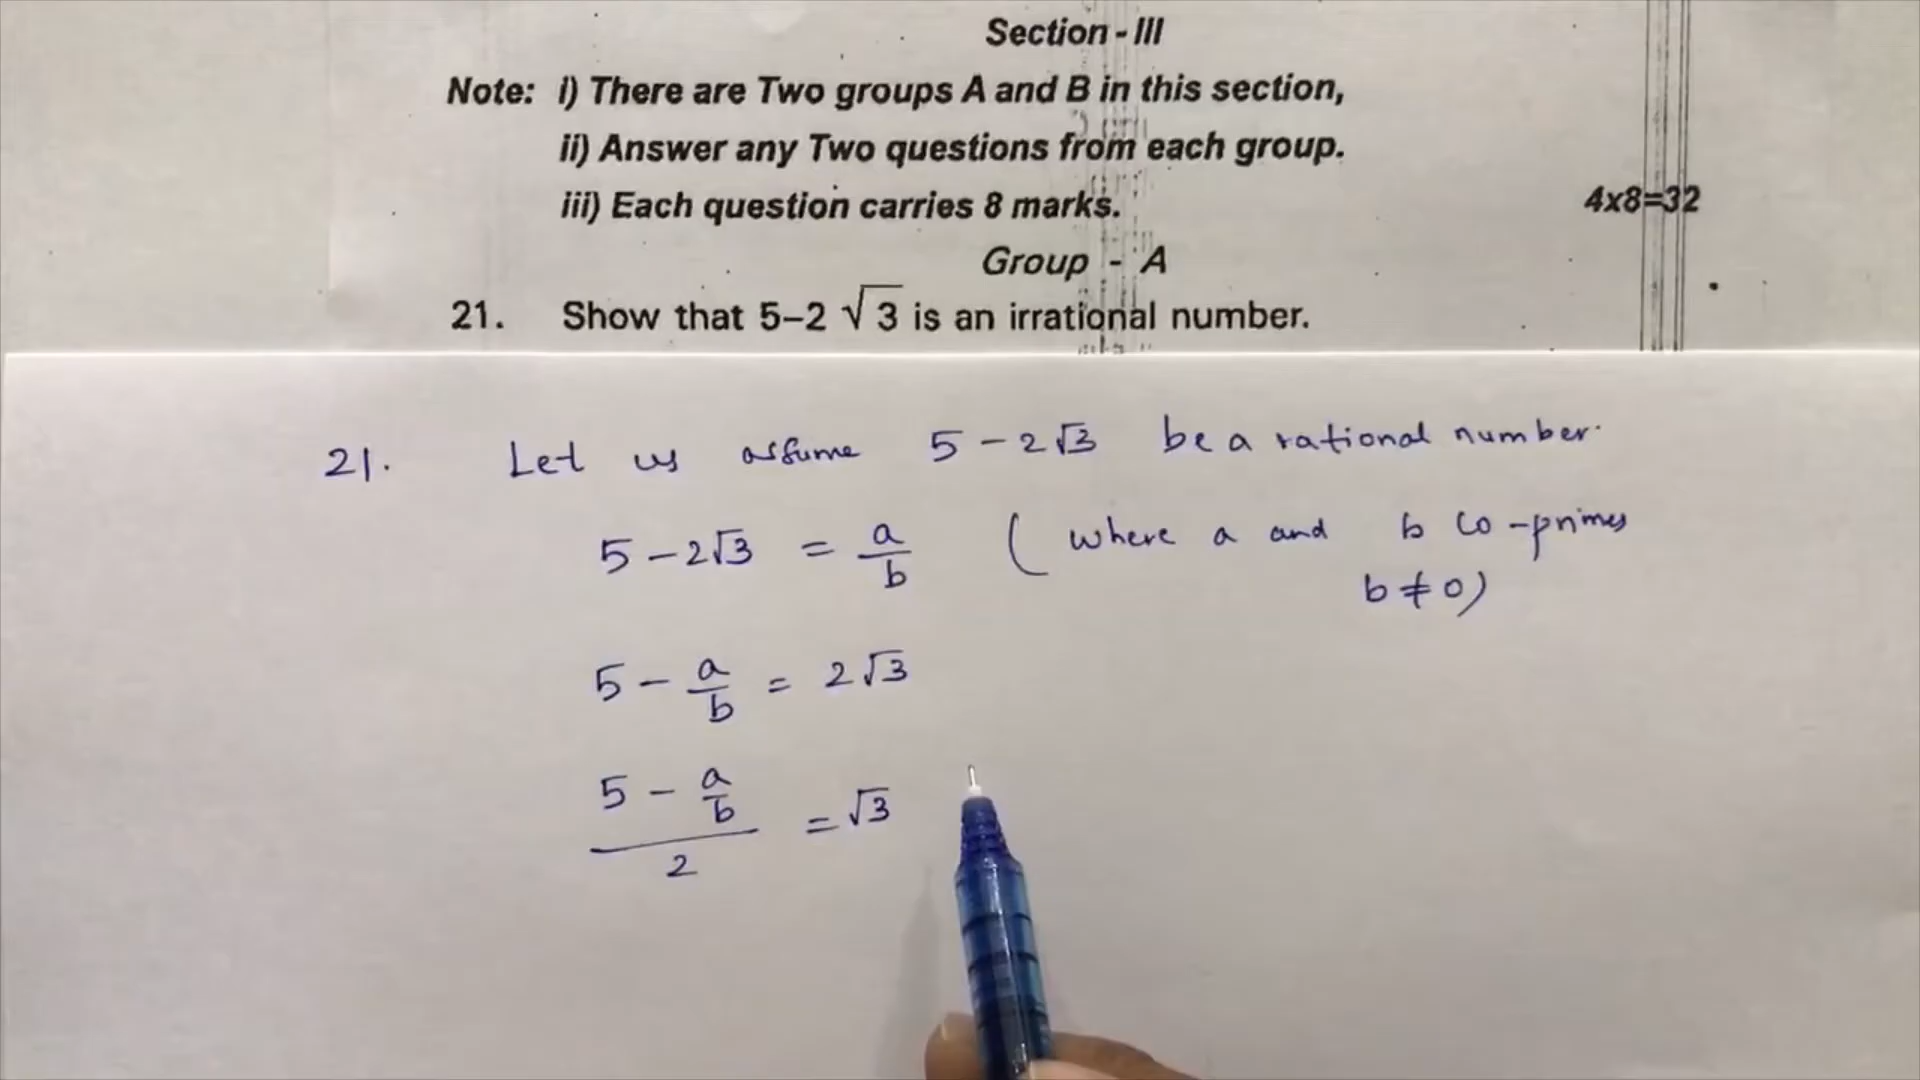 Section - III
Note: i) There are Two groups A and B in this section,
ii) Answer any Two questions from each group.
iii) Each question carries 8 marks.
4x8=32
Group - A
21. Show that 5–2 √3 is an irrational number.
21. Let us assume 5 - 2√3 be a rational number.
5 - 2√3 = a/b (where a and b co-primes
b ≠ 0)
5 - a/b = 2√3
(5 - a/b)/2 = √3